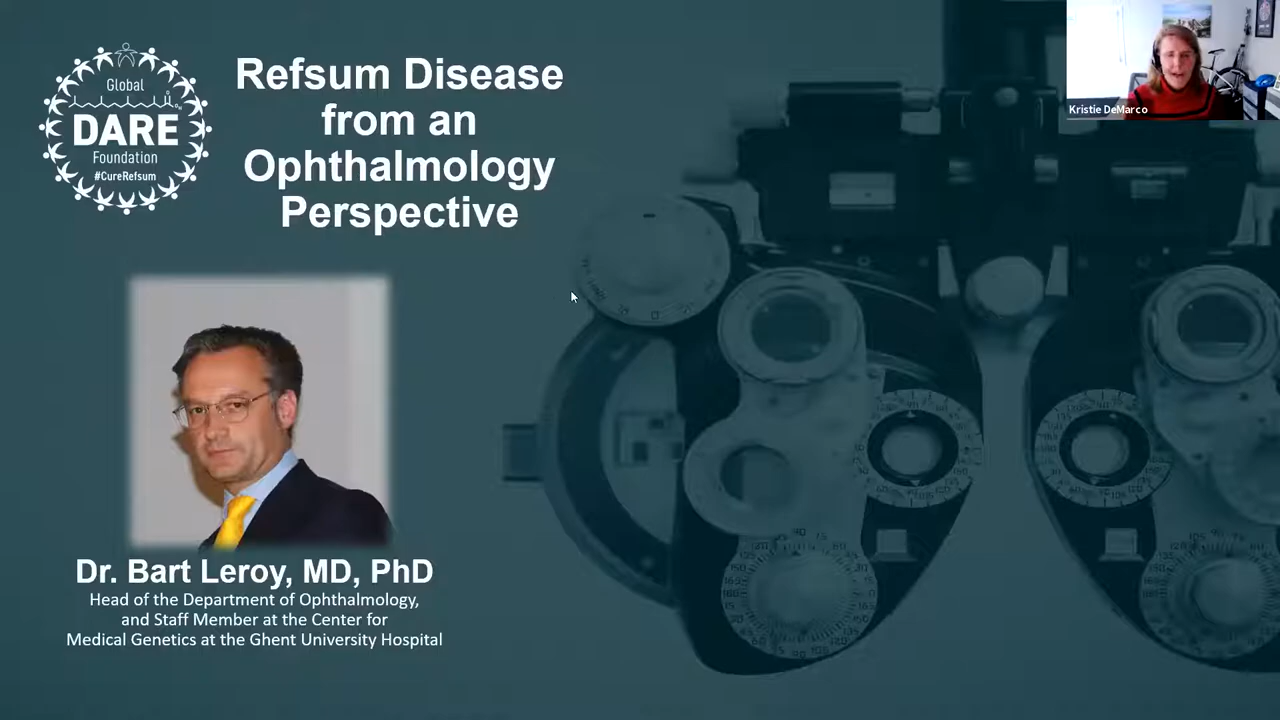 Global
DARE
Foundation
#CureRefsum
Refsum Disease
from an
Ophthalmology
Perspective
Kristie DeMarco
Dr. Bart Leroy, MD, PhD
Head of the Department of Ophthalmology,
and Staff Member at the Center for
Medical Genetics at the Ghent University Hospital